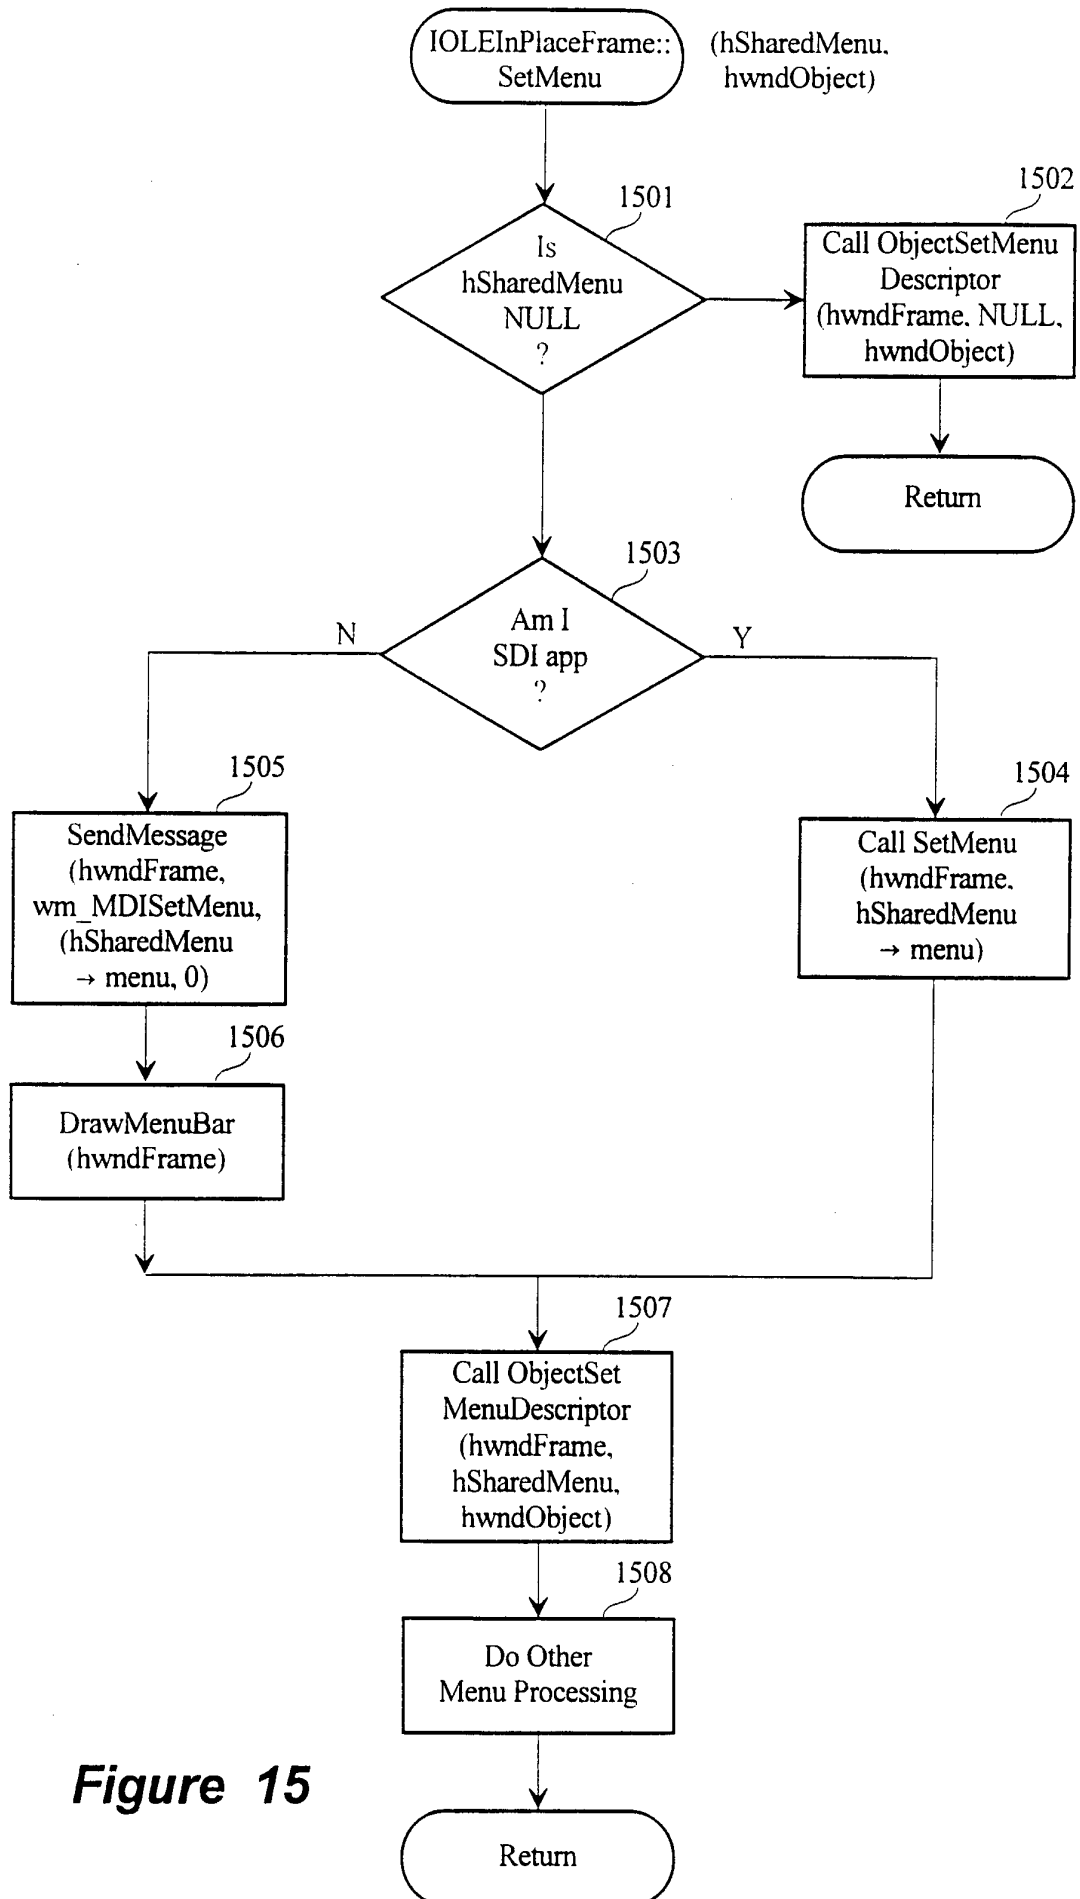 IOLEInPlaceFrame::
SetMenu
(hSharedMenu,
hwndObject)
1501
Is
hSharedMenu
NULL
?
1502
Call ObjectSetMenu
Descriptor
(hwndFrame, NULL,
hwndObject)
Return
1503
Am I
SDI app
?
N
Y
1505
SendMessage
(hwndFrame,
wm_MDISetMenu,
(hSharedMenu
→ menu, 0)
1504
Call SetMenu
(hwndFrame,
hSharedMenu
→ menu)
1506
DrawMenuBar
(hwndFrame)
1507
Call ObjectSet
MenuDescriptor
(hwndFrame,
hSharedMenu,
hwndObject)
1508
Do Other
Menu Processing
Figure 15
Return